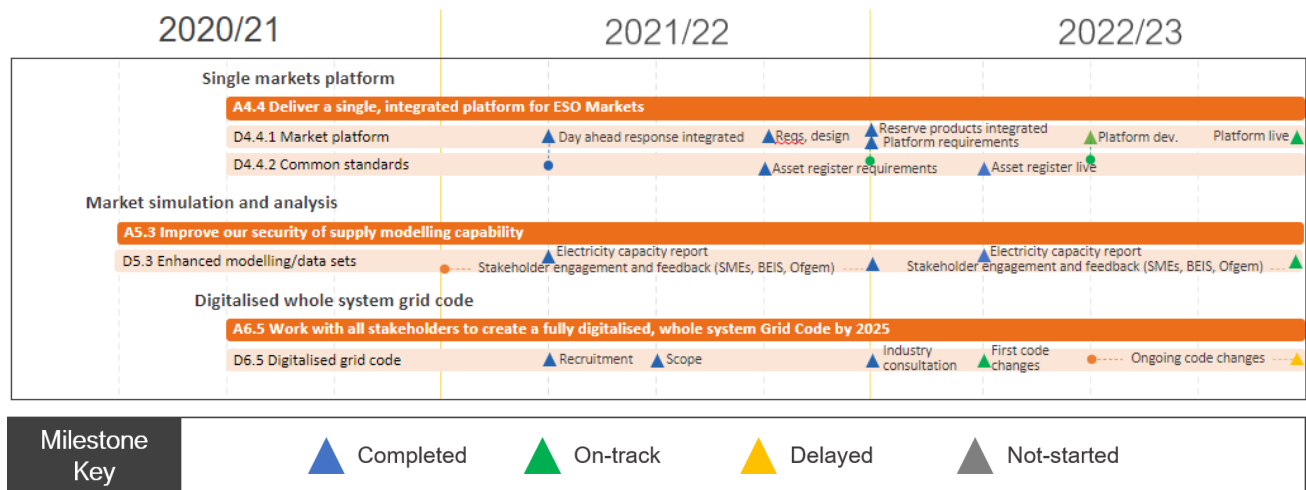 2020/21 2021/22 2022/23
Single markets platform
A4.4 Deliver a single, integrated platform for ESO Markets
D4.4.1 Market platform Day ahead response integrated Reqs, design Reserve products integrated Platform dev. Platform live
Platform requirements
D4.4.2 Common standards Asset register requirements Asset register live
Market simulation and analysis
A5.3 Improve our security of supply modelling capability
Electricity capacity report Electricity capacity report
D5.3 Enhanced modelling/data sets Stakeholder engagement and feedback (SMEs, BEIS, Ofgem) Stakeholder engagement and feedback (SMEs, BEIS, Ofgem)
Digitalised whole system grid code
A6.5 Work with all stakeholders to create a fully digitalised, whole system Grid Code by 2025
D6.5 Digitalised grid code Recruitment Scope Industry First code Ongoing code changes
consultation changes
Milestone Completed On-track Delayed Not-started
Key